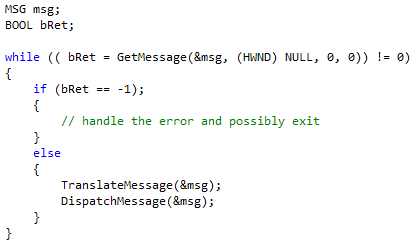 MSG msg;
BOOL bRet;

while (( bRet = GetMessage(&msg, (HWND) NULL, 0, 0)) != 0)
{
    if (bRet == -1);
    {
        // handle the error and possibly exit
    }
    else
    {
        TranslateMessage(&msg);
        DispatchMessage(&msg);
    }
}